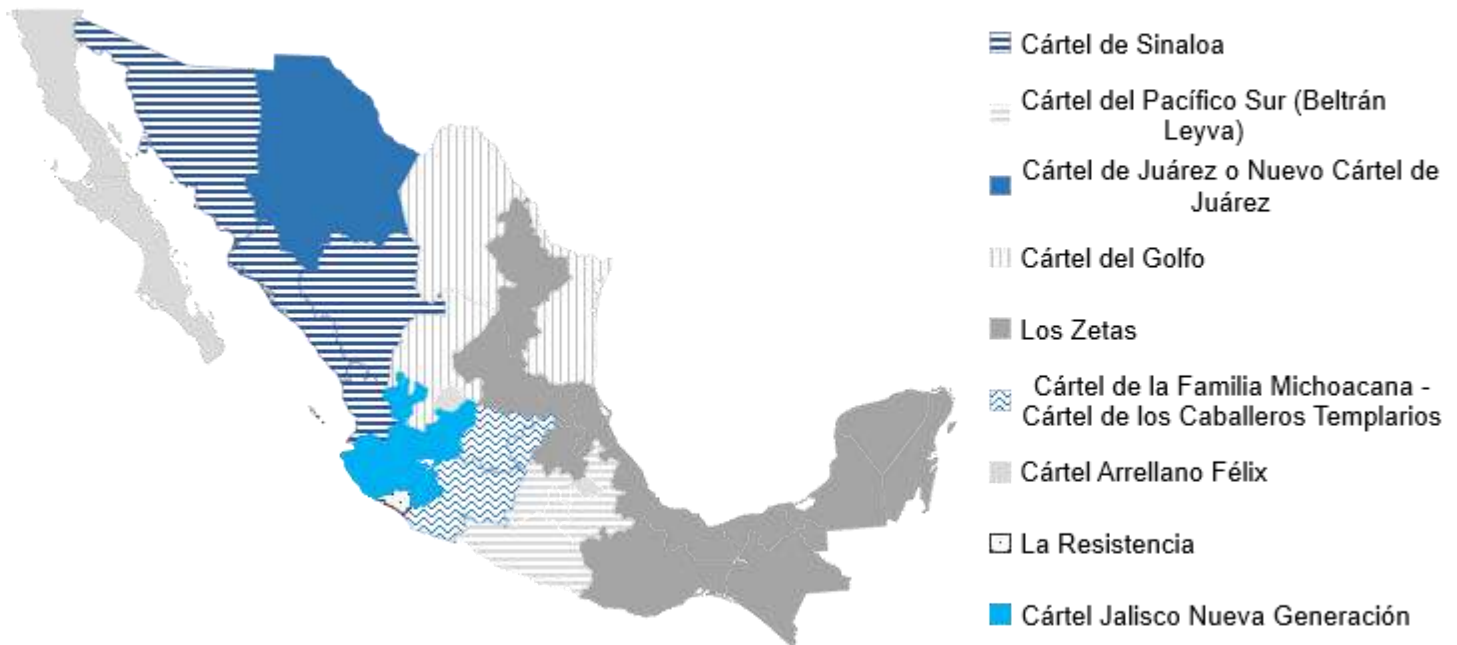 Cártel de Sinaloa
Cártel del Pacífico Sur (Beltrán
Leyva)
Cártel de Juárez o Nuevo Cártel de
Juárez
Cártel del Golfo
Los Zetas
Cártel de la Familia Michoacana -
Cártel de los Caballeros Templarios
Cártel Arrellano Félix
La Resistencia
Cártel Jalisco Nueva Generación